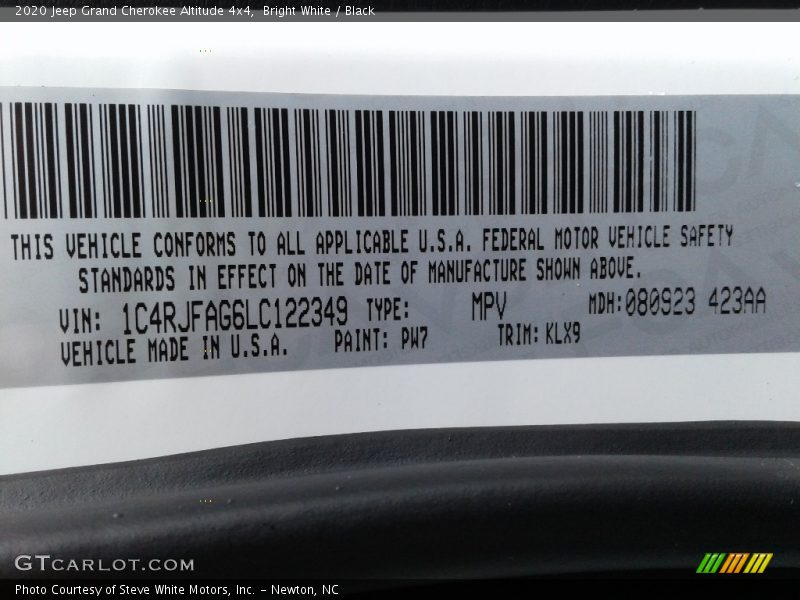 2020 Jeep Grand Cherokee Altitude 4x4, Bright White / Black
THIS VEHICLE CONFORMS TO ALL APPLICABLE U.S.A. FEDERAL MOTOR VEHICLE SAFETY
STANDARDS IN EFFECT ON THE DATE OF MANUFACTURE SHOWN ABOVE.
VIN: 1C4RJFAG6LC122349 TYPE: MPV MDH:080923 423AA
VEHICLE MADE IN U.S.A. PAINT: PW7 TRIM: KLX9
GTCARLOT.COM
Photo Courtesy of Steve White Motors, Inc. - Newton, NC